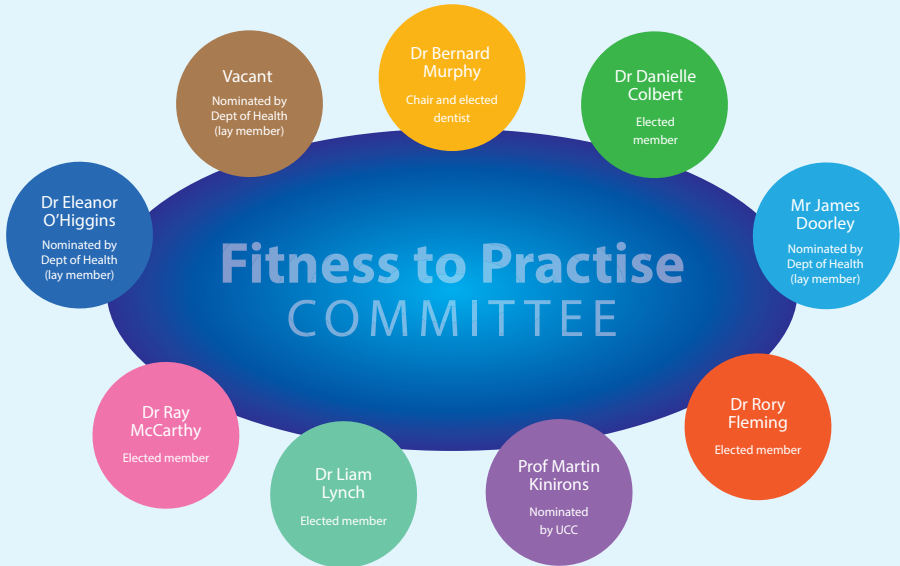 Dr Bernard
Murphy
Chair and elected
dentist
Vacant
Nominated by
Dept of Health
(lay member)
Dr Danielle
Colbert
Elected
member
Dr Eleanor
O'Higgins
Nominated by
Dept of Health
(lay member)
Mr James
Doorley
Nominated by
Dept of Health
(lay member)
Fitness to Practise
COMMITTEE
Dr Ray
McCarthy
Elected member
Dr Rory
Fleming
Elected member
Dr Liam
Lynch
Elected member
Prof Martin
Kinirons
Nominated
by UCC